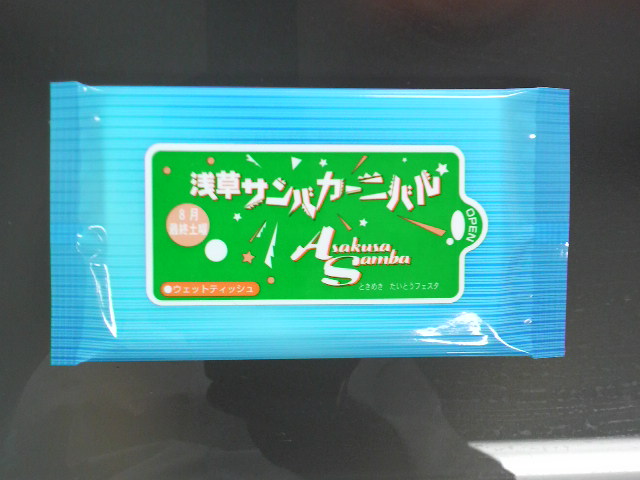 浅草サンバカーニバル
8月
最終土曜
OPEN
Asakusa
Samba
ウェットティッシュ
ときめき たいとうフェスタ